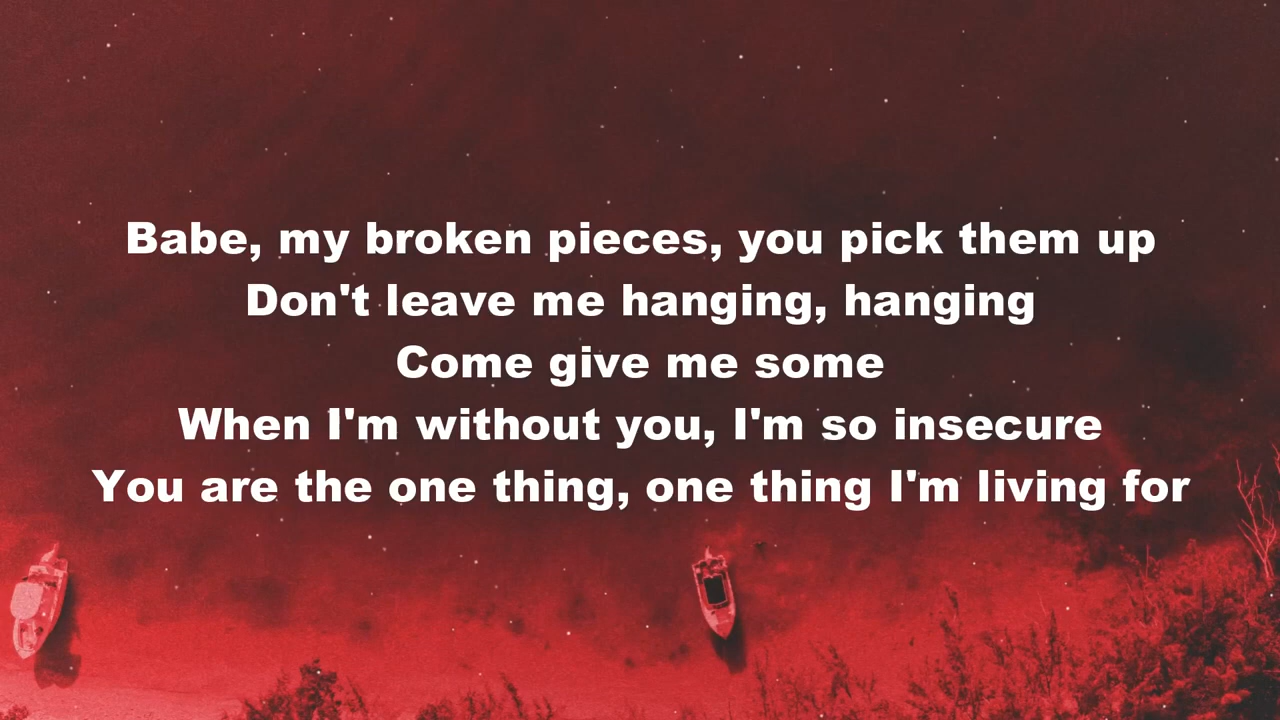 Babe, my broken pieces, you pick them up
Don't leave me hanging, hanging
Come give me some
When I'm without you, I'm so insecure
You are the one thing, one thing I'm living for